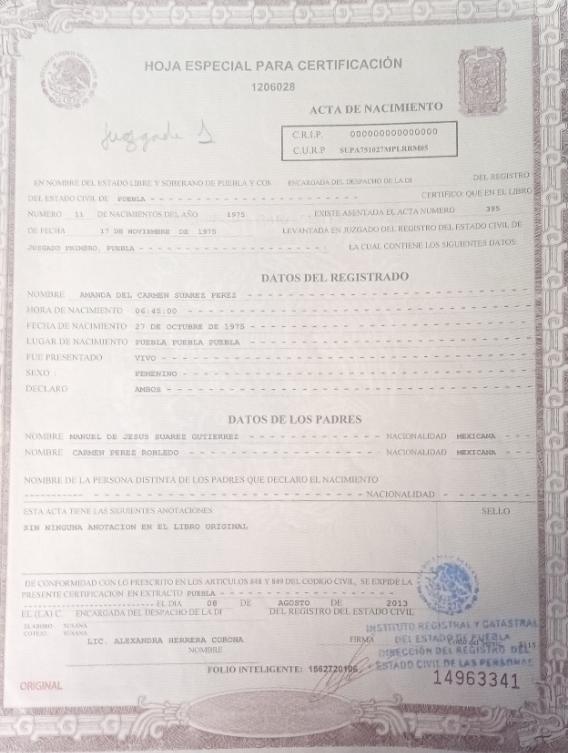 HOJA ESPECIAL PARA CERTIFICACIÓN
1206028
ACTA DE NACIMIENTO
Juzgado 1
C.R.I.P. 000000000000000
C.U.R.P SUPA751027MPLRRM05
EN NOMBRE DEL ESTADO LIBRE Y SOBERANO DE PUEBLA Y COM ENCARGADA DEL DESPACHO DE LA DI DEL REGISTRO
DEL ESTADO CIVIL DE PUEBLA CERTIFICO: QUE EN EL LIBRO
NUMERO 11 DE NACIMIENTOS DEL AÑO 1975 EXISTE ASENTADA EL ACTA NUMERO 395
DE FECHA 17 DE NOVIEMBRE DE 1975 LEVANTADA EN JUZGADO DEL REGISTRO DEL ESTADO CIVIL DE
JUZGADO PRIMERO, PUEBLA LA CUAL CONTIENE LOS SIGUIENTES DATOS:
DATOS DEL REGISTRADO
NOMBRE AMANDA DEL CARMEN SUAREZ PEREZ
HORA DE NACIMIENTO 06:45:00
FECHA DE NACIMIENTO 27 DE OCTUBRE DE 1975
LUGAR DE NACIMIENTO PUEBLA PUEBLA PUEBLA
FUE PRESENTADO VIVO
SEXO : FEMENINO
DECLARO AMBOS
DATOS DE LOS PADRES
NOMBRE MANUEL DE JESUS SUAREZ GUTIERREZ NACIONALIDAD MEXICANA
NOMBRE CARMEN PEREZ ROBLEDO NACIONALIDAD MEXICANA
NOMBRE DE LA PERSONA DISTINTA DE LOS PADRES QUE DECLARO EL NACIMIENTO
NACIONALIDAD
ESTA ACTA TIENE LAS SIGUIENTES ANOTACIONES SELLO
SIN NINGUNA ANOTACION EN EL LIBRO ORIGINAL
DE CONFORMIDAD CON LO PRESCRITO EN LOS ARTICULOS 848 Y 849 DEL CODIGO CIVIL, SE EXPIDE LA
PRESENTE CERTIFICACION EN EXTRACTO PUEBLA
EL DIA 08 DE AGOSTO DE 2013
EL (LA) C. ENCARGADA DEL DESPACHO DE LA DI DEL REGISTRO DEL ESTADO CIVIL
ELABORO SUSANA
COTEJO SUSANA
LIC. ALEXANDRA HERRERA CORONA FIRMA
NOMBRE
INSTITUTO REGISTRAL Y CATASTRAL
DEL ESTADO DE PUEBLA
DIRECCIÓN DEL REGISTRO DEL
ESTADO CIVIL DE LAS PERSONAS
FOLIO INTELIGENTE: 1562720106
ORIGINAL
14963341